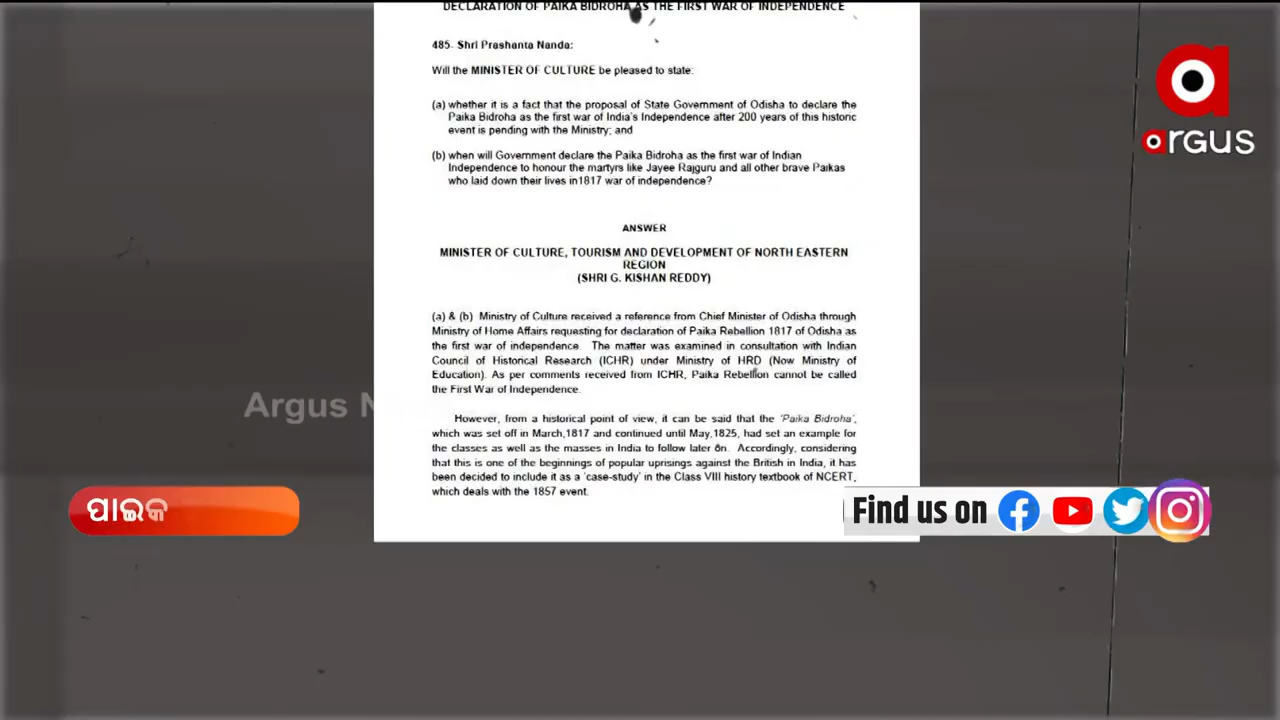 DECLARATION OF PAIKA BIDROHA AS THE FIRST WAR OF INDEPENDENCE
485. Shri Prashanta Nanda:
Will the MINISTER OF CULTURE be pleased to state:
(a) whether it is a fact that the proposal of State Government of Odisha to declare the
Paika Bidroha as the first war of India's Independence after 200 years of this historic
event is pending with the Ministry; and
(b) when will Government declare the Paika Bidroha as the first war of Indian
Independence to honour the martyrs like Jayee Rajguru and all other brave Paikas
who laid down their lives in1817 war of independence?
ANSWER
MINISTER OF CULTURE, TOURISM AND DEVELOPMENT OF NORTH EASTERN
REGION
(SHRI G. KISHAN REDDY)
(a) & (b) Ministry of Culture received a reference from Chief Minister of Odisha through
Ministry of Home Affairs requesting for declaration of Paika Rebellion 1817 of Odisha as
the first war of independence. The matter was examined in consultation with Indian
Council of Historical Research (ICHR) under Ministry of HRD (Now Ministry of
Education). As per comments received from ICHR, Paika Rebellion cannot be called
the First War of Independence.
However, from a historical point of view, it can be said that the 'Paika Bidroha',
which was set off in March,1817 and continued until May,1825, had set an example for
the classes as well as the masses in India to follow later on. Accordingly, considering
that this is one of the beginnings of popular uprisings against the British in India, it has
been decided to include it as a 'case-study' in the Class VIII history textbook of NCERT,
which deals with the 1857 event.
argus
Argus
ପାଇକ
Find us on